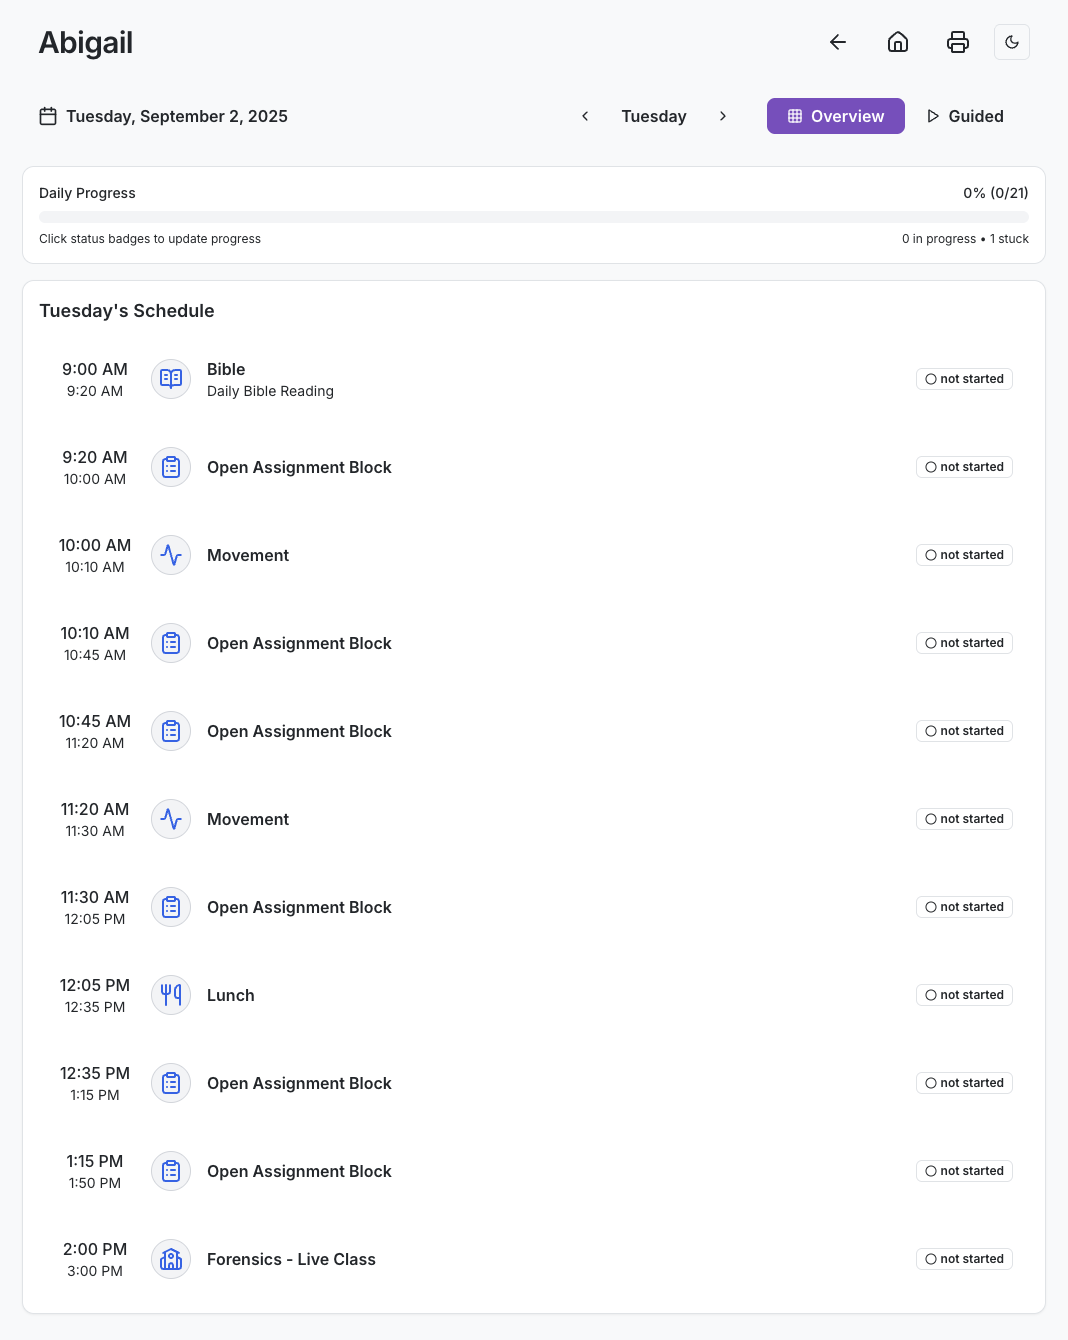 Abigail
Tuesday, September 2, 2025
Tuesday
Overview
Guided
Daily Progress
0% (0/21)
Click status badges to update progress
0 in progress • 1 stuck
Tuesday's Schedule
9:00 AM
9:20 AM
Bible
Daily Bible Reading
not started
9:20 AM
10:00 AM
Open Assignment Block
not started
10:00 AM
10:10 AM
Movement
not started
10:10 AM
10:45 AM
Open Assignment Block
not started
10:45 AM
11:20 AM
Open Assignment Block
not started
11:20 AM
11:30 AM
Movement
not started
11:30 AM
12:05 PM
Open Assignment Block
not started
12:05 PM
12:35 PM
Lunch
not started
12:35 PM
1:15 PM
Open Assignment Block
not started
1:15 PM
1:50 PM
Open Assignment Block
not started
2:00 PM
3:00 PM
Forensics - Live Class
not started